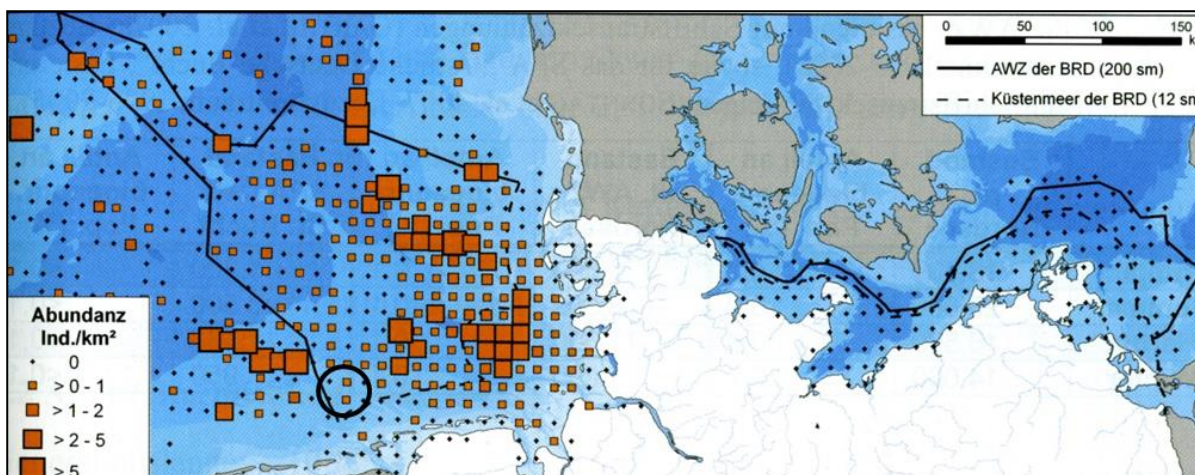 0 50 100 150
k
AWZ der BRD (200 sm)
Küstenmeer der BRD (12 sm
Abundanz
Ind./km²
0
> 0 - 1
> 1 - 2
> 2 - 5
> 5